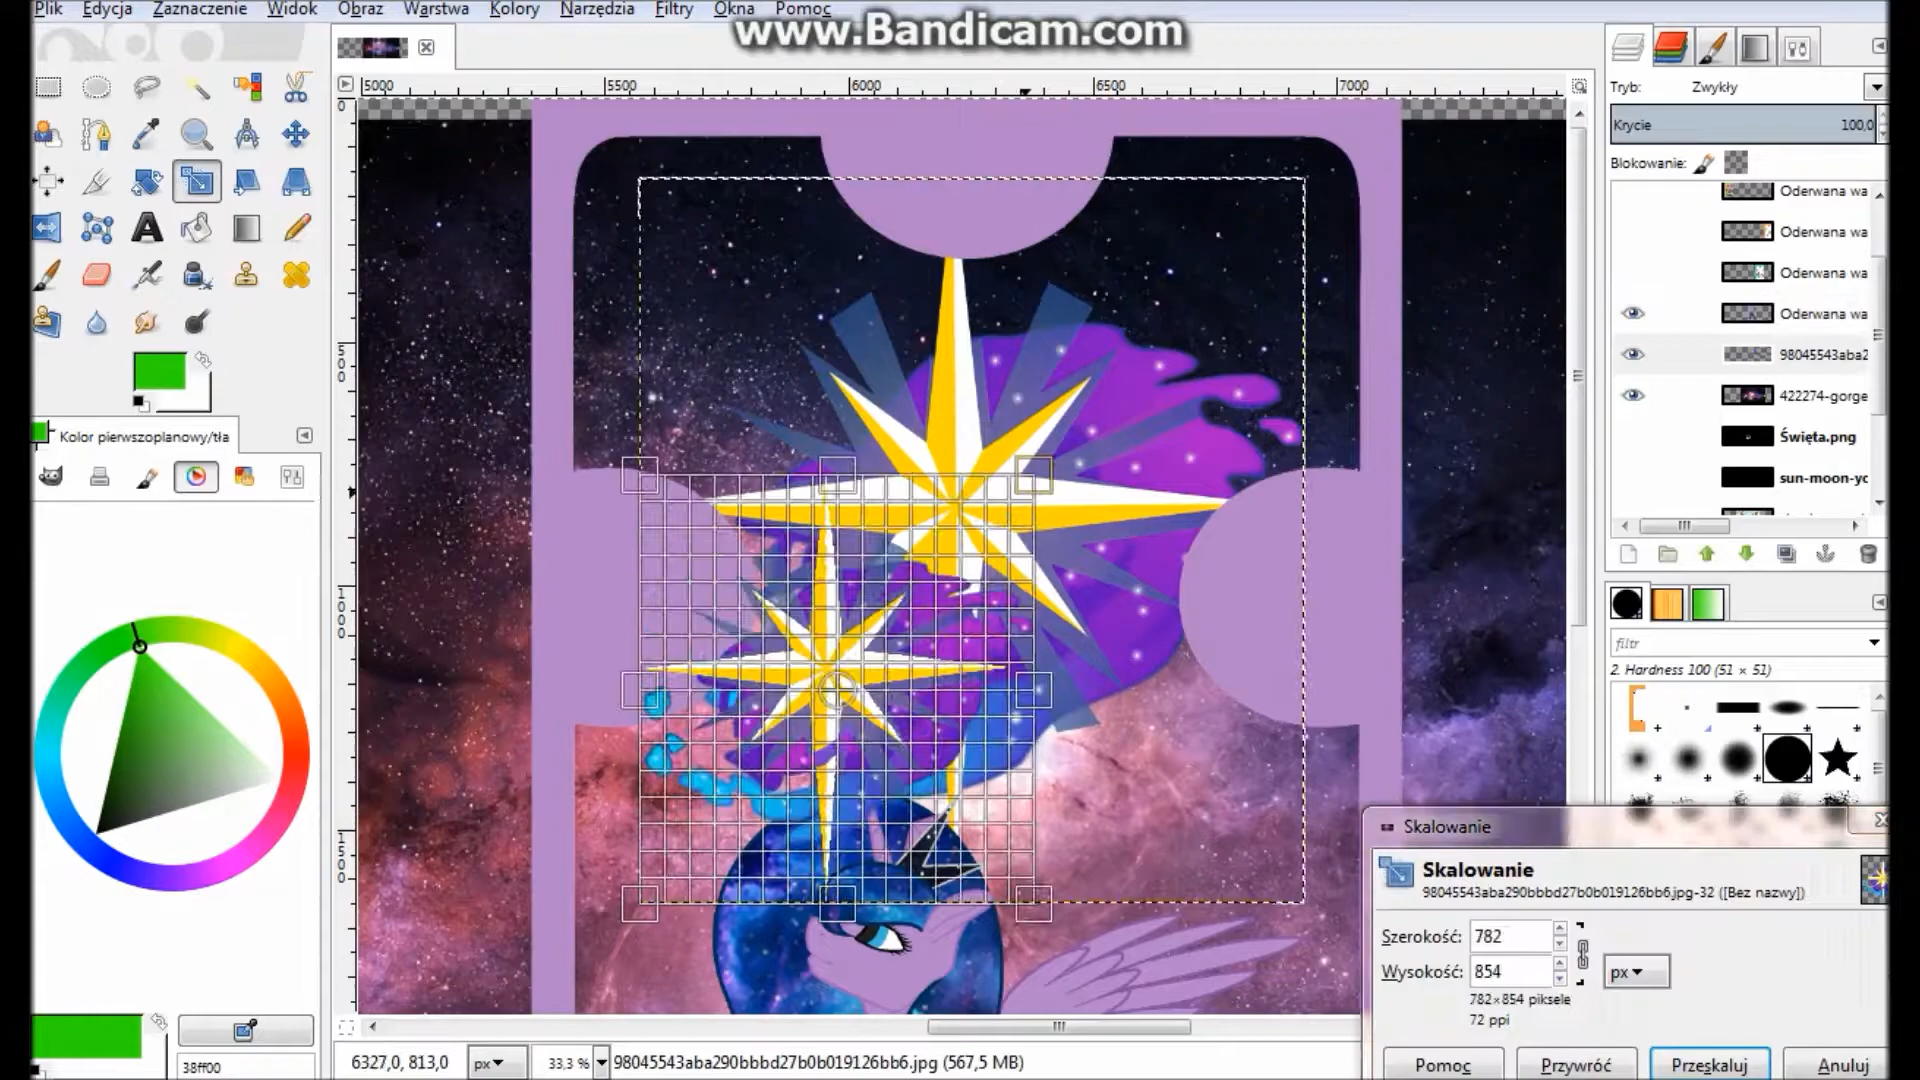 Plik Edycja Zaznaczenie Widok Obraz Warstwa Kolory Narzędzia Filtry Okna Pomoc
www.Bandicam.com
5000 5500 6000 6500 7000
0
500
1000
1500
Tryb: Zwykły
Krycie 100,0
Blokowanie:
Oderwana wa
Oderwana wa
Oderwana wa
Oderwana wa
98045543aba2
422274-gorge
Święta.png
sun-moon-yc
Kolor pierwszoplanowy/tła
filtr
2. Hardness 100 (51 × 51)
Skalowanie
Skalowanie
98045543aba290bbbd27b0b019126bb6.jpg-32 ([Bez nazwy])
Szerokość: 782
Wysokość: 854
px
782×854 piksele
72 ppi
Pomoc Przywróć Przeskaluj Anuluj
38ff00
6327,0, 813,0 px 33,3 % 98045543aba290bbbd27b0b019126bb6.jpg (567,5 MB)